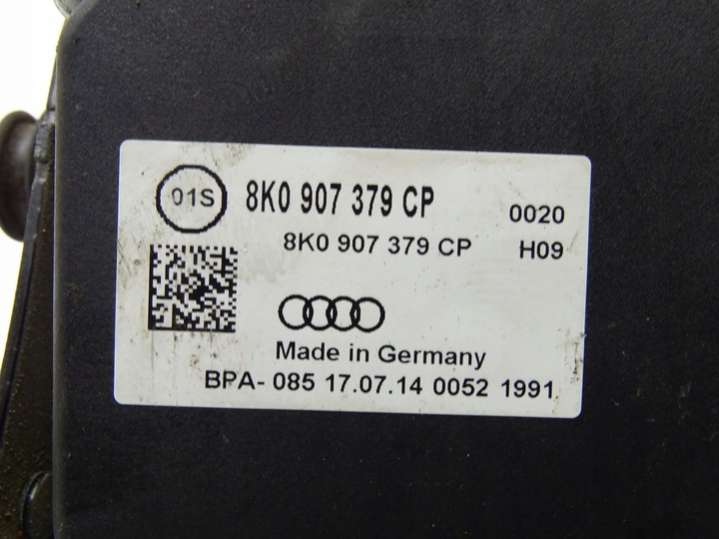 01S 8K0 907 379 CP 0020
8K0 907 379 CP H09
Made in Germany
BPA- 085 17.07.14 0052 1991